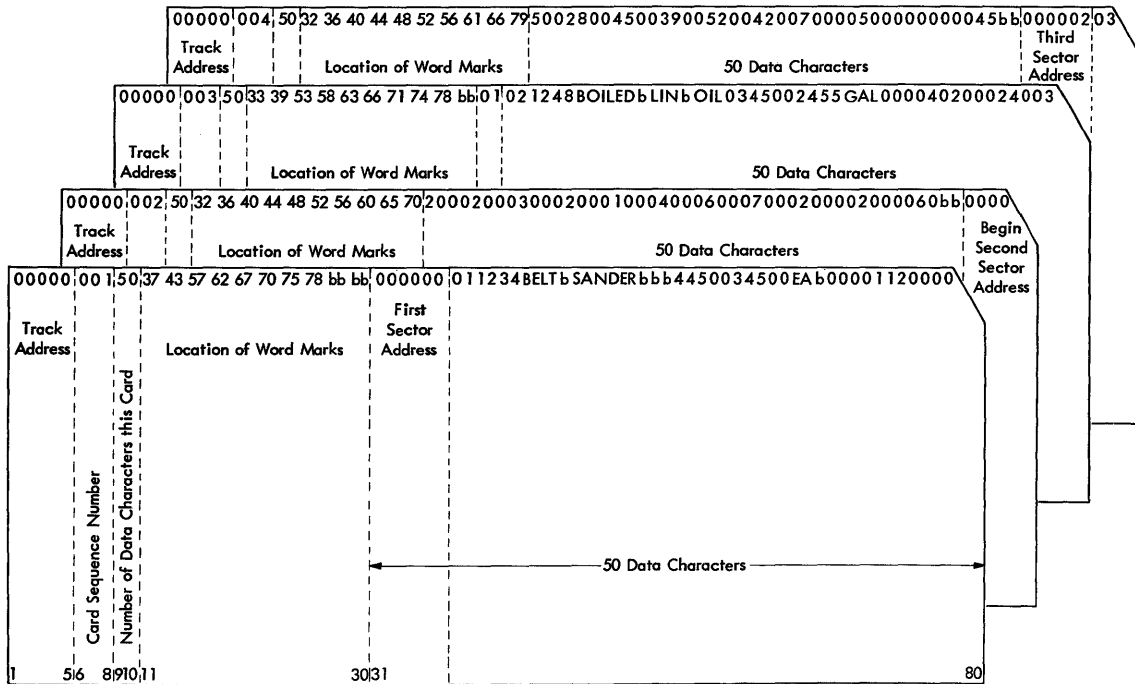 00000 004 50 32 36 40 44 48 52 56 61 66 79 50028004500390052004200700005000000000045bb 000002 03
Track Address
Location of Word Marks
50 Data Characters
Third Sector Address
00000 003 50 33 39 53 58 63 66 71 74 78 bb 01 02 1248BOILEDbLINbOIL0345002455GAL000040200024003
Track Address
Location of Word Marks
50 Data Characters
00000 002 50 32 36 40 44 48 52 56 60 65 70 20002000300020001000400060007000200002000060bb 0000
Track Address
Location of Word Marks
50 Data Characters
Begin Second Sector Address
00000 001 50 37 43 57 62 67 70 75 78 bb bb 000000 011234BELTbSANDERbbb4450034500EAb00001120000
Track Address
Card Sequence Number
Number of Data Characters this Card
Location of Word Marks
First Sector Address
50 Data Characters
1 5 6 8 9 10 11 30 31 80